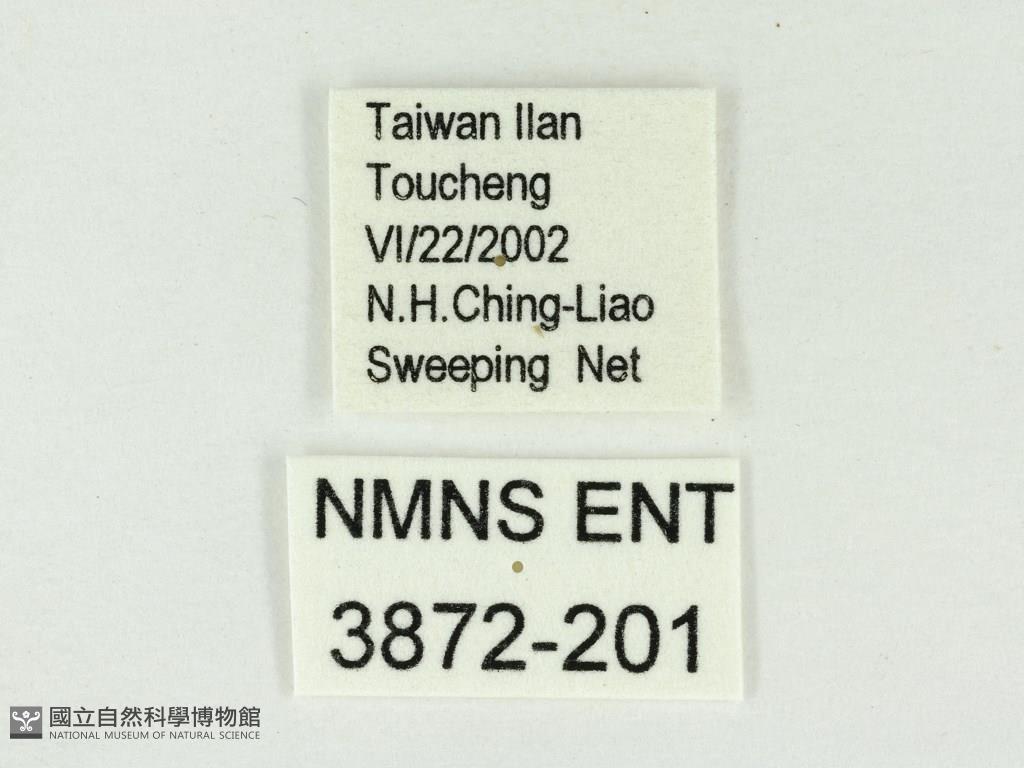 Taiwan Ilan
Toucheng
VI/22/2002
N.H.Ching-Liao
Sweeping Net
NMNS ENT
3872-201
國立自然科學博物館
NATIONAL MUSEUM OF NATURAL SCIENCE